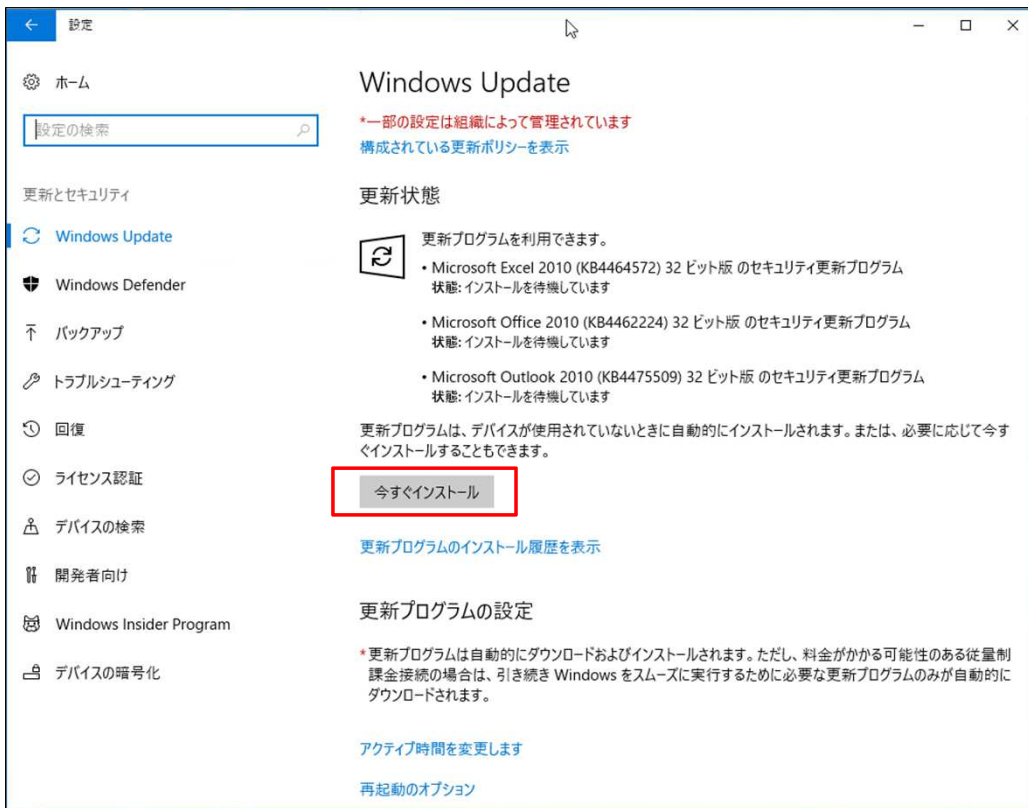 設定
ホーム
設定の検索
更新とセキュリティ
Windows Update
Windows Defender
バックアップ
トラブルシューティング
回復
ライセンス認証
デバイスの検索
開発者向け
Windows Insider Program
デバイスの暗号化
Windows Update
*一部の設定は組織によって管理されています
構成されている更新ポリシーを表示
更新状態
更新プログラムを利用できます。
• Microsoft Excel 2010 (KB4464572) 32 ビット版 のセキュリティ更新プログラム
状態: インストールを待機しています
• Microsoft Office 2010 (KB4462224) 32 ビット版 のセキュリティ更新プログラム
状態: インストールを待機しています
• Microsoft Outlook 2010 (KB4475509) 32 ビット版 のセキュリティ更新プログラム
状態: インストールを待機しています
更新プログラムは、デバイスが使用されていないときに自動的にインストールされます。または、必要に応じて今す
ぐインストールすることもできます。
今すぐインストール
更新プログラムのインストール履歴を表示
更新プログラムの設定
*更新プログラムは自動的にダウンロードおよびインストールされます。ただし、料金がかかる可能性のある従量制
課金接続の場合は、引き続き Windows をスムーズに実行するために必要な更新プログラムのみが自動的に
ダウンロードされます。
アクティブ時間を変更します
再起動のオプション